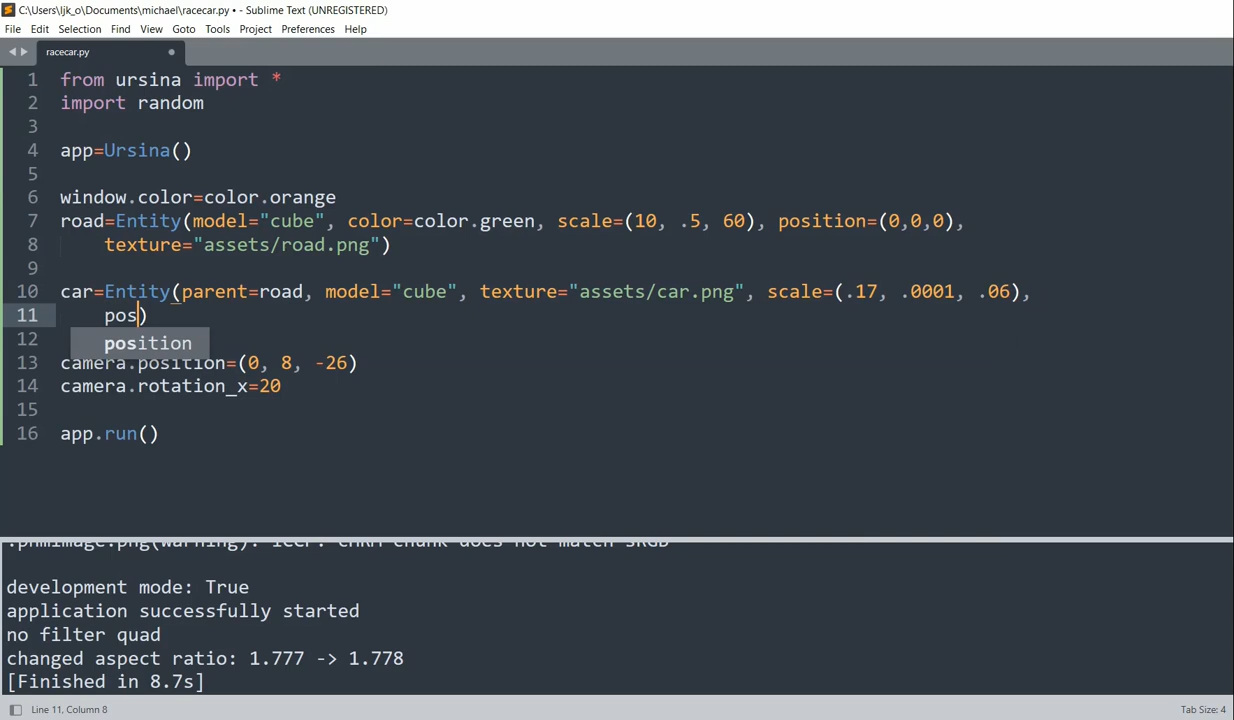 C:\Users\ljk_o\Documents\michael\racecar.py • - Sublime Text (UNREGISTERED)
File Edit Selection Find View Goto Tools Project Preferences Help
racecar.py
1 from ursina import *
2 import random
3
4 app=Ursina()
5
6 window.color=color.orange
7 road=Entity(model="cube", color=color.green, scale=(10, .5, 60), position=(0,0,0),
8 texture="assets/road.png")
9
10 car=Entity(parent=road, model="cube", texture="assets/car.png", scale=(.17, .0001, .06),
11 pos)
12 position
13 camera.position=(0, 8, -26)
14 camera.rotation_x=20
15
16 app.run()
:pnmimage:png(warning): iCCP: cHRM chunk does not match sRGB
development mode: True
application successfully started
no filter quad
changed aspect ratio: 1.777 -> 1.778
[Finished in 8.7s]
Line 11, Column 8
Tab Size: 4